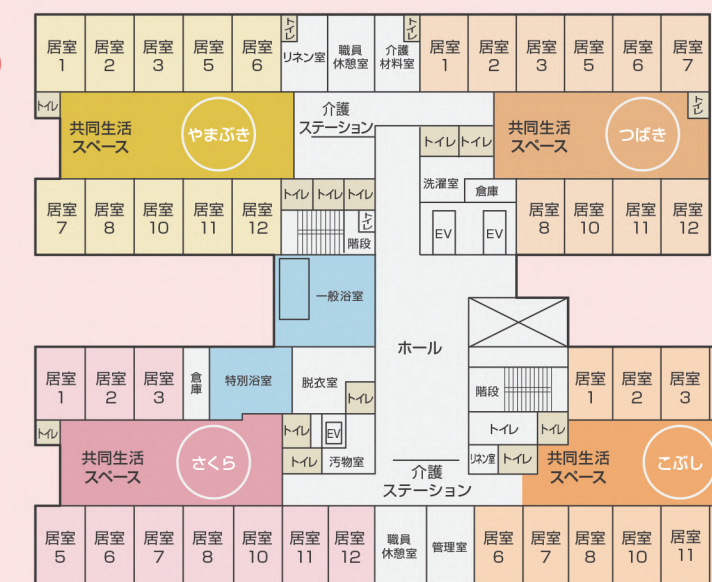 居室
1
居室
2
居室
3
居室
5
居室
6
トイレ
リネン室
職員
休憩室
介護
材料室
トイレ
居室
1
居室
2
居室
3
居室
5
居室
6
居室
7
トイレ
共同生活
スペース
やまぶき
介護
ステーション
トイレ
トイレ
共同生活
スペース
つばき
トイレ
居室
7
居室
8
居室
10
居室
11
居室
12
トイレ
トイレ
トイレ
トイレ
階段
洗濯室
倉庫
EV
EV
居室
8
居室
10
居室
11
居室
12
一般浴室
ホール
居室
1
居室
2
居室
3
倉庫
特別浴室
脱衣室
トイレ
階段
居室
1
居室
2
居室
3
トイレ
共同生活
スペース
さくら
トイレ
EV
トイレ
汚物室
介護
ステーション
トイレ
トイレ
リネン室
トイレ
共同生活
スペース
こぶし
居室
5
居室
6
居室
7
居室
8
居室
10
居室
11
居室
12
職員
休憩室
管理室
居室
6
居室
7
居室
8
居室
10
居室
11